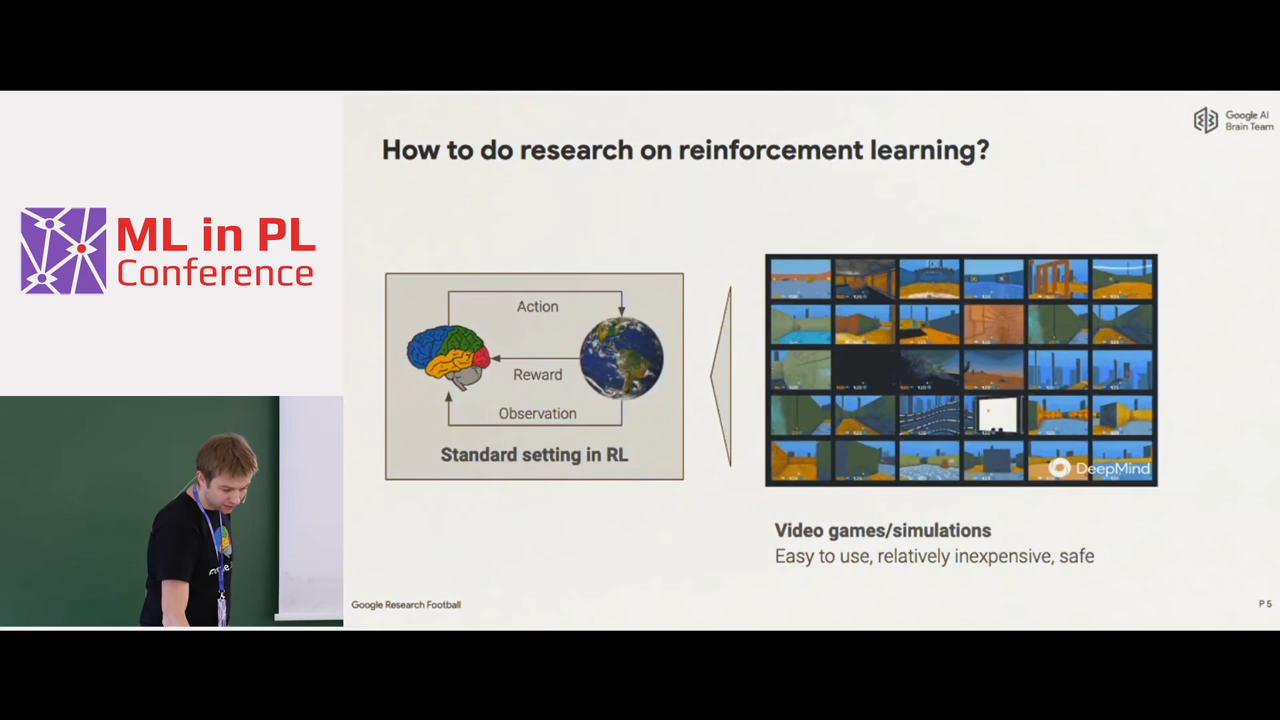 Google AI
Brain Team
How to do research on reinforcement learning?
ML in PL
Conference
Action
Reward
Observation
Standard setting in RL
DeepMind
Video games/simulations
Easy to use, relatively inexpensive, safe
Google Research Football
P 5